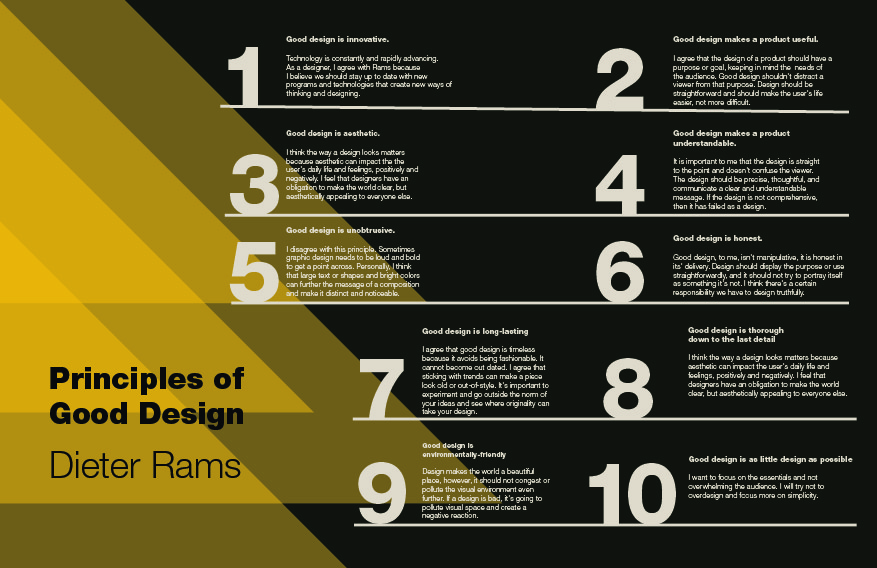 1
Good design is innovative.
Technology is constantly and rapidly advancing.
As a designer, I agree with Rams because
I believe we should stay up to date with new
programs and technologies that create new ways of
thinking and designing.
2
Good design makes a product useful.
I agree that the design of a product should have a
purpose or goal, keeping in mind the needs of
the audience. Good design shouldn't distract a
viewer from that purpose. Design should be
straightforward and should make the user's life
easier, not more difficult.
3
Good design is aesthetic.
I think the way a design looks matters
because aesthetic can impact the the
user's daily life and feelings, positively and
negatively. I feel that designers have an
obligation to make the world clear, but
aesthetically appealing to everyone else.
4
Good design makes a product
understandable.
It is important to me that the design is straight
to the point and doesn't confuse the viewer.
The design should be precise, thoughtful, and
communicate a clear and understandable
message. If the design is not comprehensive,
then it has failed as a design.
5
Good design is unobtrusive.
I disagree with this principle. Sometimes
graphic design needs to be loud and bold
to get a point across. Personally, I think
that large text or shapes and bright colors
can further the message of a composition
and make it distinct and noticeable.
6
Good design is honest.
Good design, to me, isn't manipulative, it is honest in
its' delivery. Design should display the purpose or use
straightforwardly, and it should not try to portray itself
as something it's not. I think there's a certain
responsibility we have to design truthfully.
7
Good design is long-lasting
I agree that good design is timeless
because it avoids being fashionable. It
cannot become out dated. I agree that
sticking with trends can make a piece
look old or out-of-style. It's important to
experiment and go outside the norm of
your ideas and see where originality can
take your design.
8
Good design is thorough
down to the last detail
I think the way a design looks matters because
aesthetic can impact the user's daily life and
feelings, positively and negatively. I feel that
designers have an obligation to make the world
clear, but aesthetically appealing to everyone else.
Principles of
Good Design
Dieter Rams
9
Good design is
environmentally-friendly
Design makes the world a beautiful
place, however, it should not congest or
pollute the visual environment even
further. If a design is bad, it's going to
pollute visual space and create a
negative reaction.
10
Good design is as little design as possible
I want to focus on the essentials and not
overwhelming the audience. I will try not to
overdesign and focus more on simplicity.